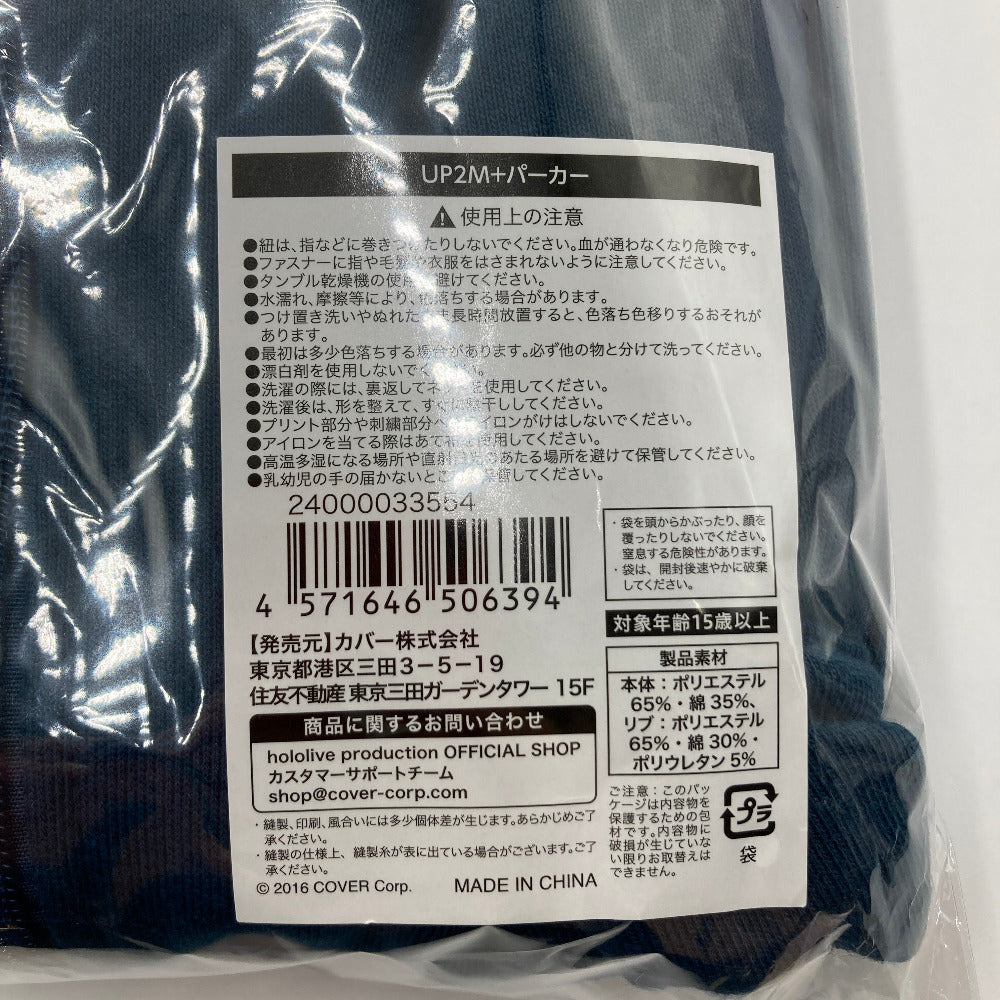 UP2M+パーカー
⚠使用上の注意
●紐は、指などに巻きつけたりしないでください。血が通わなくなり危険です。
●ファスナーに指や毛髪や衣服をはさまれないように注意してください。
●タンブル乾燥機の使用 避けてください。
●水濡れ、摩擦等により、色落ちする場合があります。
●つけ置き洗いやぬれたまま長時間放置すると、色落ち色移りするおそれが
あります。
●最初は多少色落ちする場合があります。必ず他の物と分けて洗ってください。
●漂白剤を使用しないでください。
●洗濯の際には、裏返してネットを使用してください。
●洗濯後は、形を整えて、すぐに 干ししてください。
●プリント部分や刺繍部分へ アイロンがけはしないでください。
●アイロンを当てる際はあて布を使用してください。
●高温多湿になる場所や直射日光のあたる場所を避けて保管してください。
●乳幼児の手の届かないところ 保管してください。
24000033554
4 571646 506394
・袋を頭からかぶったり、顔を
覆ったりしないでください。
窒息する危険性があります。
・袋は、開封後速やかに破棄
してください。
対象年齢15歳以上
【発売元】カバー株式会社
東京都港区三田3-5-19
住友不動産 東京三田ガーデンタワー 15F
製品素材
本体：ポリエステル
65%・綿 35%、
リブ：ポリエステル
65%・綿 30%・
ポリウレタン 5%
商品に関するお問い合わせ
hololive production OFFICIAL SHOP
カスタマーサポートチーム
shop@cover-corp.com
ご注意：このパッ
ケージは内容物を
保護するための包
材です。内容物に
破損が生じていな
い限りお取替えは
できません。
プラ
袋
・縫製、印刷、風合いには多少個体差が生じます。あらかじめご了
承ください。
・縫製の仕様上、縫製糸が表に出ている場合がございます。ご了
承ください。
© 2016 COVER Corp. MADE IN CHINA